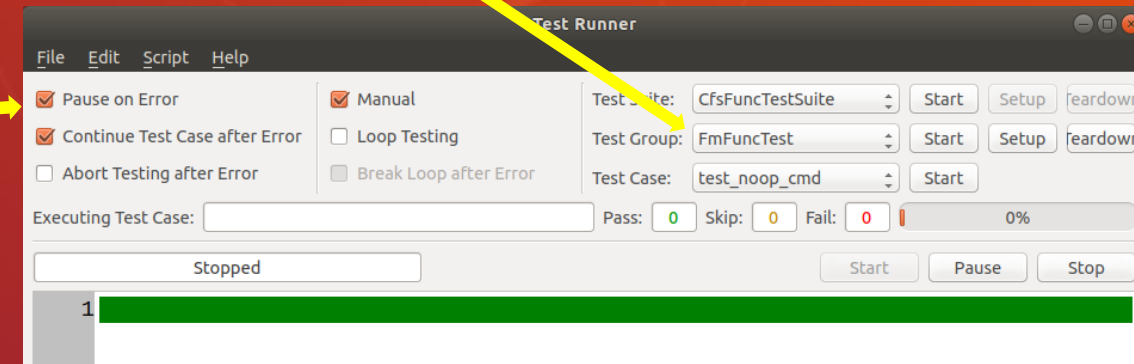 Test Runner
File Edit Script Help
Pause on Error Manual Test Suite: CfsFuncTestSuite Start Setup Teardown
Continue Test Case after Error Loop Testing Test Group: FmFuncTest Start Setup Teardown
Abort Testing after Error Break Loop after Error Test Case: test_noop_cmd Start
Executing Test Case: Pass: 0 Skip: 0 Fail: 0 0%
Stopped Start Pause Stop
1